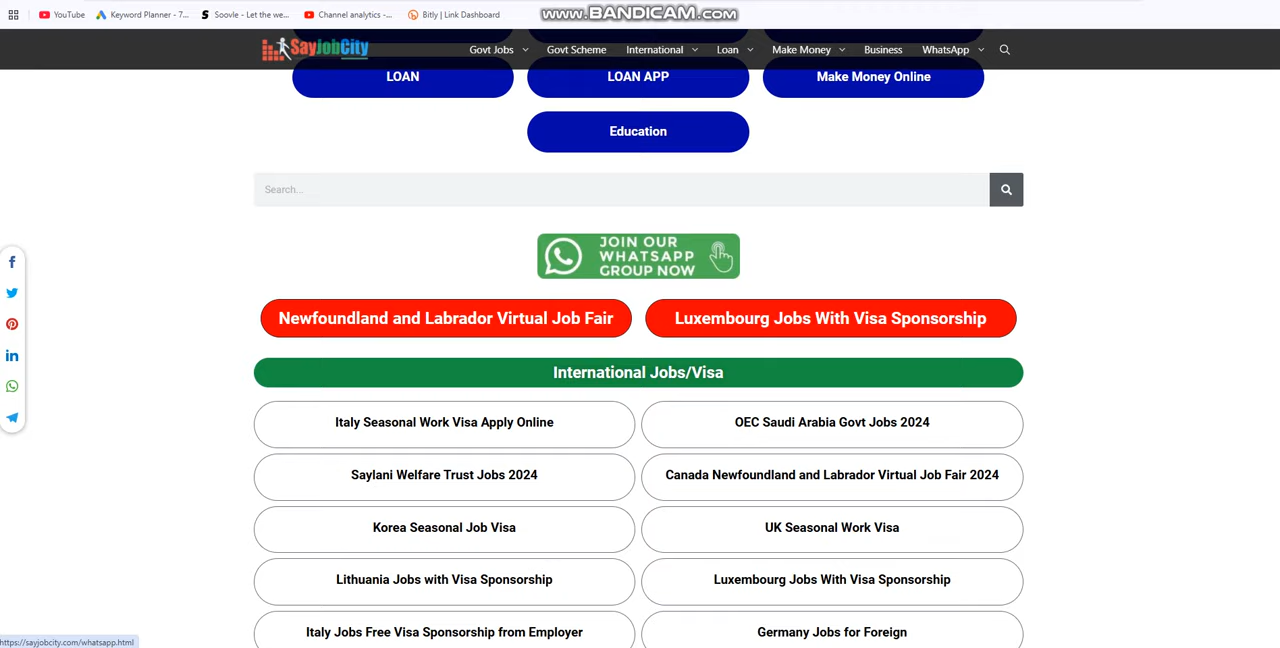 YouTube
Keyword Planner - 7...
Soovle - Let the we...
Channel analytics -...
Bitly | Link Dashboard
www.BANDICAM.com
SayJobCity
Govt Jobs
Govt Scheme
International
Loan
Make Money
Business
WhatsApp
LOAN
LOAN APP
Make Money Online
Education
Search...
JOIN OUR
WHATSAPP
GROUP NOW
Newfoundland and Labrador Virtual Job Fair
Luxembourg Jobs With Visa Sponsorship
International Jobs/Visa
Italy Seasonal Work Visa Apply Online
OEC Saudi Arabia Govt Jobs 2024
Saylani Welfare Trust Jobs 2024
Canada Newfoundland and Labrador Virtual Job Fair 2024
Korea Seasonal Job Visa
UK Seasonal Work Visa
Lithuania Jobs with Visa Sponsorship
Luxembourg Jobs With Visa Sponsorship
Italy Jobs Free Visa Sponsorship from Employer
Germany Jobs for Foreign
https://sayjobcity.com/whatsapp.html